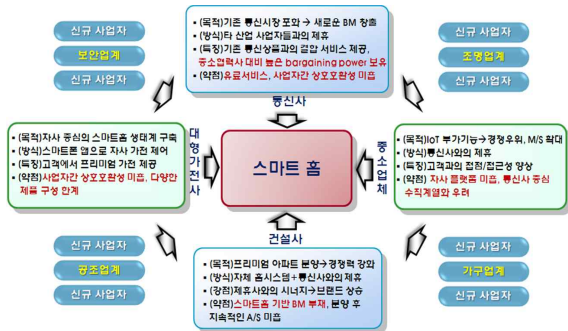 신규 사업자
보안업계
신규 사업자
• (목적)기존 통신시장 포화 → 새로운 BM 창출
• (방식)타 산업 사업자들과의 제휴
• (특징)기존 통신상품과의 결합 서비스 제공,
중소협력사 대비 높은 bargaining power 보유
• (약점)유료서비스, 사업자간 상호호환성 미흡
신규 사업자
조명업계
신규 사업자
통신사
• (목적)자사 중심의 스마트홈 생태계 구축
• (방식)스마트폰 앱으로 자사 가전 제어
• (특징)고객에서 프리미엄 가전 제공
• (약점)사업자간 상호호환성 미흡, 다양한
제품 구성 한계
대형가전사
스마트 홈
중소업체
• (목적)IoT 부가기능→경쟁우위, M/S 확대
• (방식)통신사와의 제휴
• (특징)고객과의 접점/접근성 향상
• (약점) 자사 플랫폼 미흡, 통신사 중심
수직계열화 우려
건설사
신규 사업자
공조업계
신규 사업자
• (목적)프리미엄 아파트 분양→경쟁력 강화
• (방식)자체 홈시스템+통신사와의 제휴
• (강점)제휴사와의 시너지→브랜드 상승
• (약점)스마트홈 기반 BM 부재, 분양 후
지속적인 A/S 미흡
신규 사업자
가구업계
신규 사업자